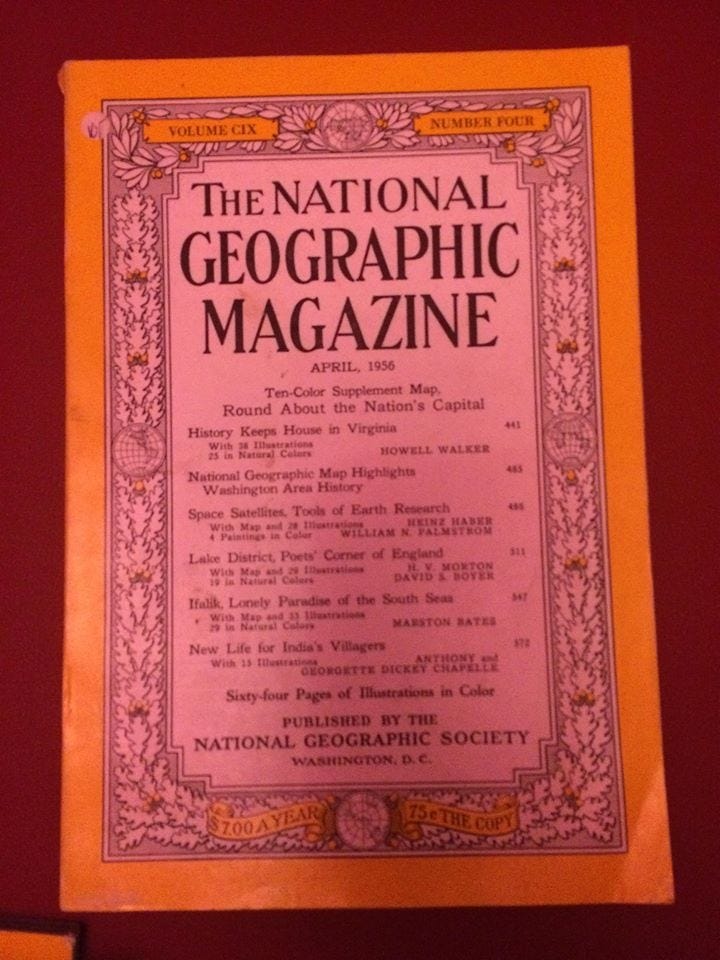 VOLUME CIX
NUMBER FOUR
THE NATIONAL
GEOGRAPHIC
MAGAZINE
APRIL, 1956
Ten-Color Supplement Map,
Round About the Nation's Capital
History Keeps House in Virginia 441
With 38 Illustrations
25 in Natural Colors HOWELL WALKER
National Geographic Map Highlights 485
Washington Area History
Space Satellites, Tools of Earth Research
With Map and 28 Illustrations HEINZ HABER
4 Paintings in Color WILLIAM N. PALMSTROM
Lake District, Poets' Corner of England 511
With Map and 29 Illustrations H. V. MORTON
19 in Natural Colors DAVID S. BOYER
Ifalik, Lonely Paradise of the South Seas 547
With Map and 33 Illustrations
29 in Natural Colors MARSTON BATES
New Life for India's Villagers 572
With 13 Illustrations ANTHONY and
GEORGETTE DICKEY CHAPELLE
Sixty-four Pages of Illustrations in Color
PUBLISHED BY THE
NATIONAL GEOGRAPHIC SOCIETY
WASHINGTON, D. C.
$7.00 A YEAR
75¢ THE COPY